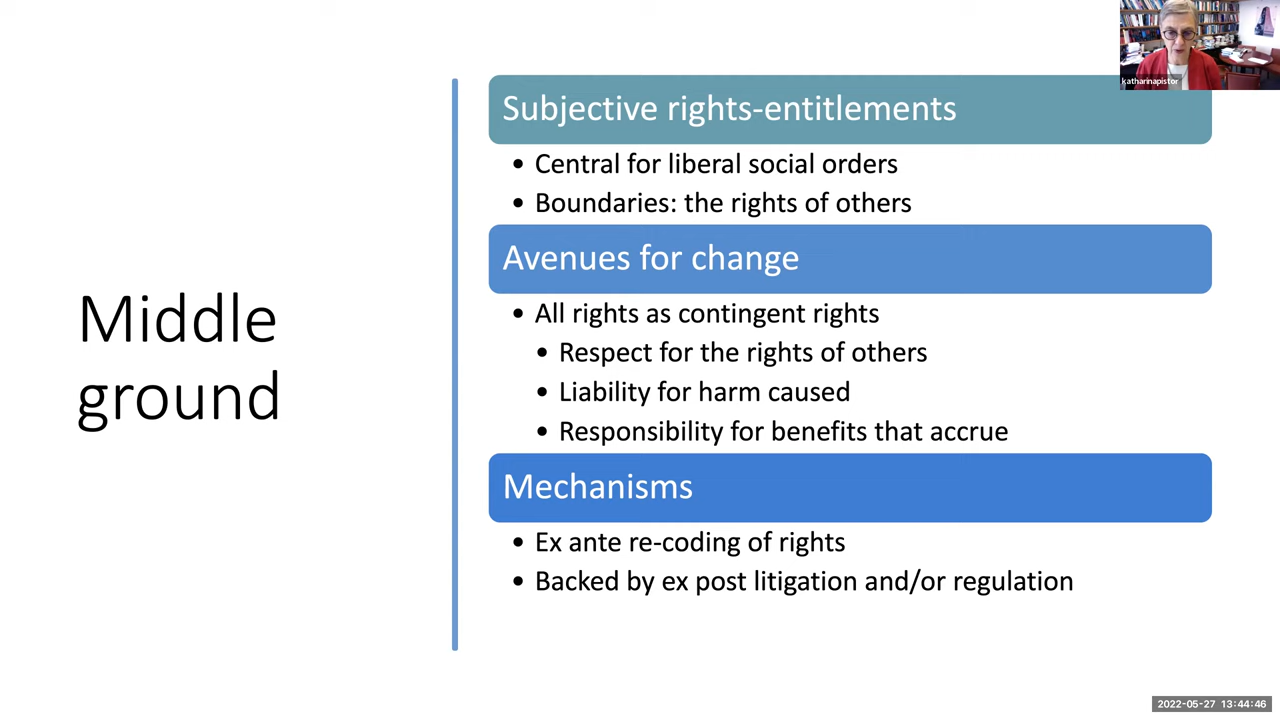 katharinapistor
Subjective rights-entitlements
• Central for liberal social orders
• Boundaries: the rights of others
Avenues for change
• All rights as contingent rights
• Respect for the rights of others
• Liability for harm caused
• Responsibility for benefits that accrue
Mechanisms
• Ex ante re-coding of rights
• Backed by ex post litigation and/or regulation
Middle
ground
2022-05-27 13:44:46